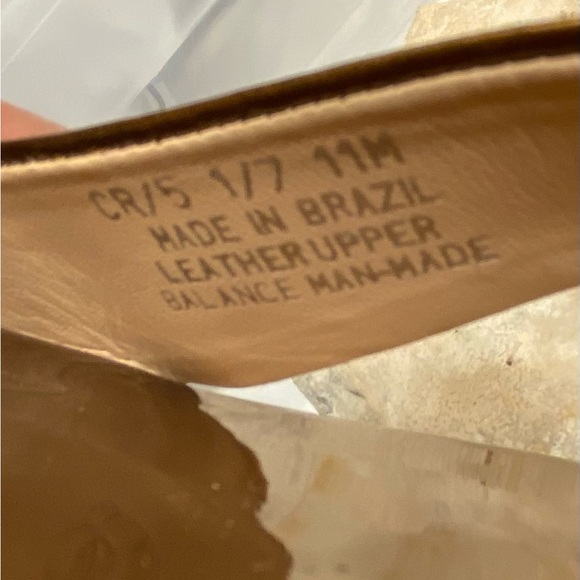 CR/5 1/7 11M
MADE IN BRAZIL
LEATHER UPPER
BALANCE MAN-MADE